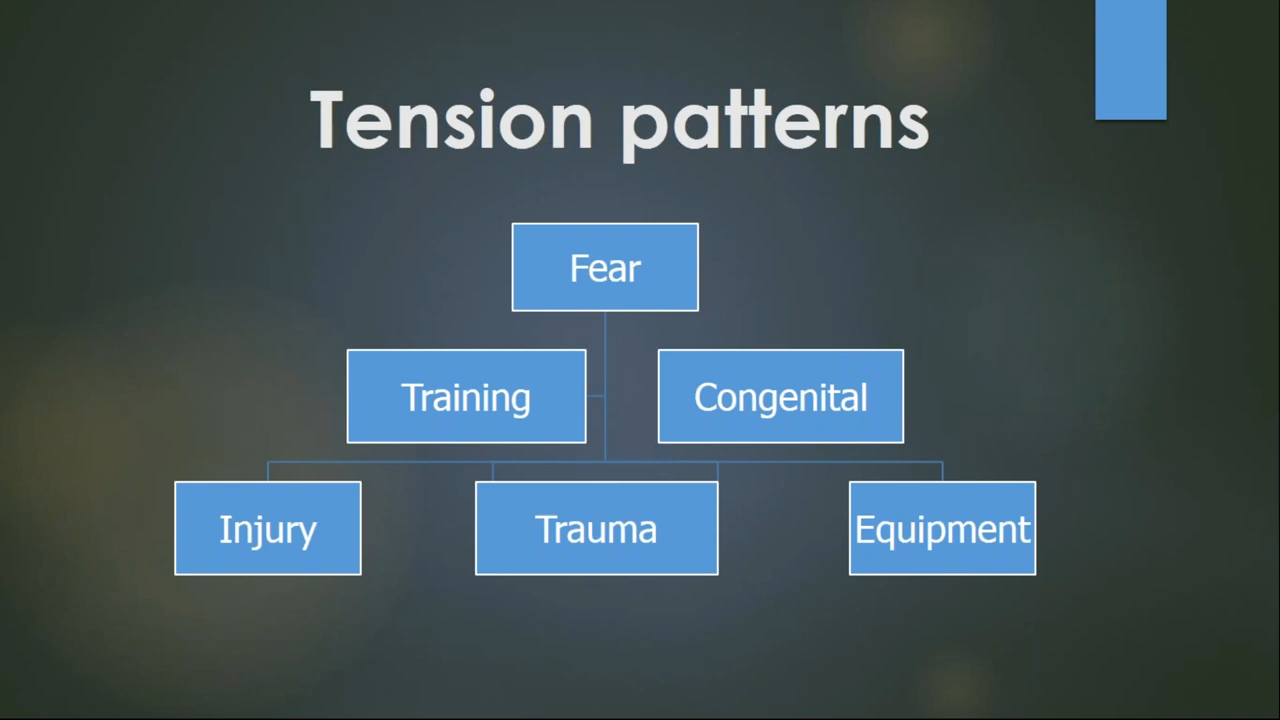 Tension patterns
Fear
Training
Congenital
Injury
Trauma
Equipment